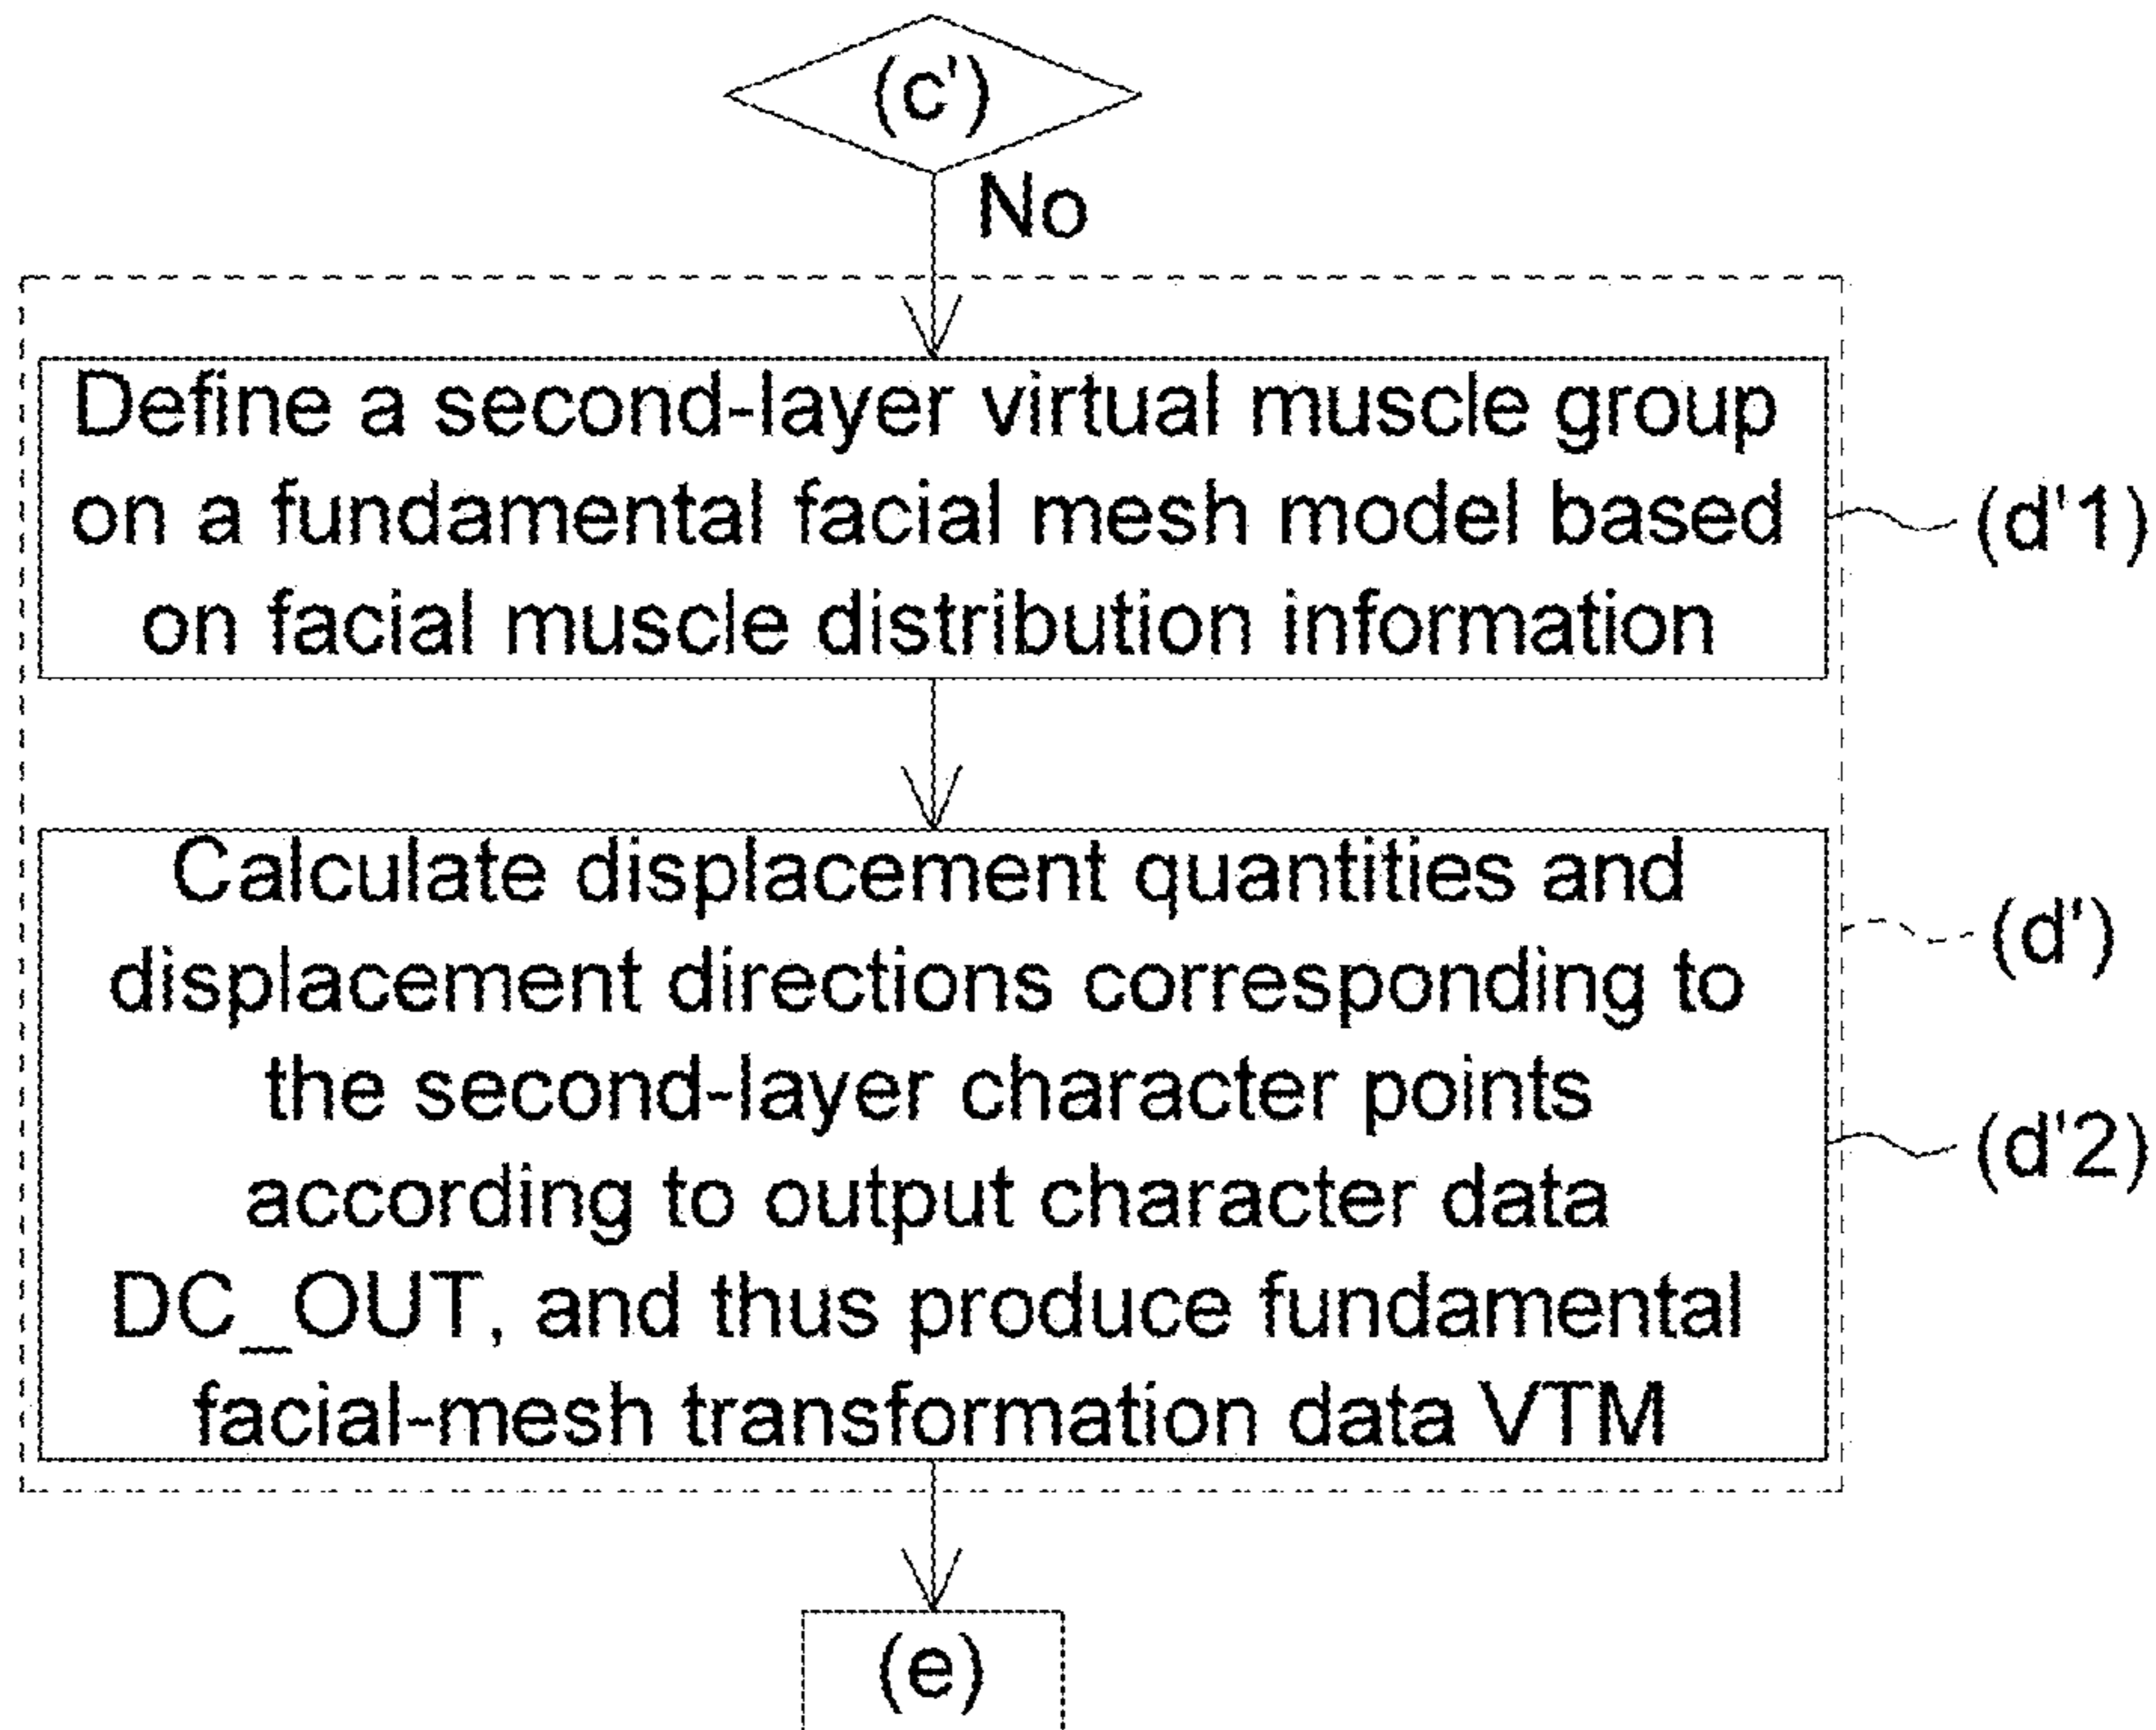 (c')
No
Define a second-layer virtual muscle group
on a fundamental facial mesh model based
on facial muscle distribution information
(d'1)
Calculate displacement quantities and
displacement directions corresponding to
the second-layer character points
according to output character data
DC_OUT, and thus produce fundamental
facial-mesh transformation data VTM
(d')
(d'2)
(e)